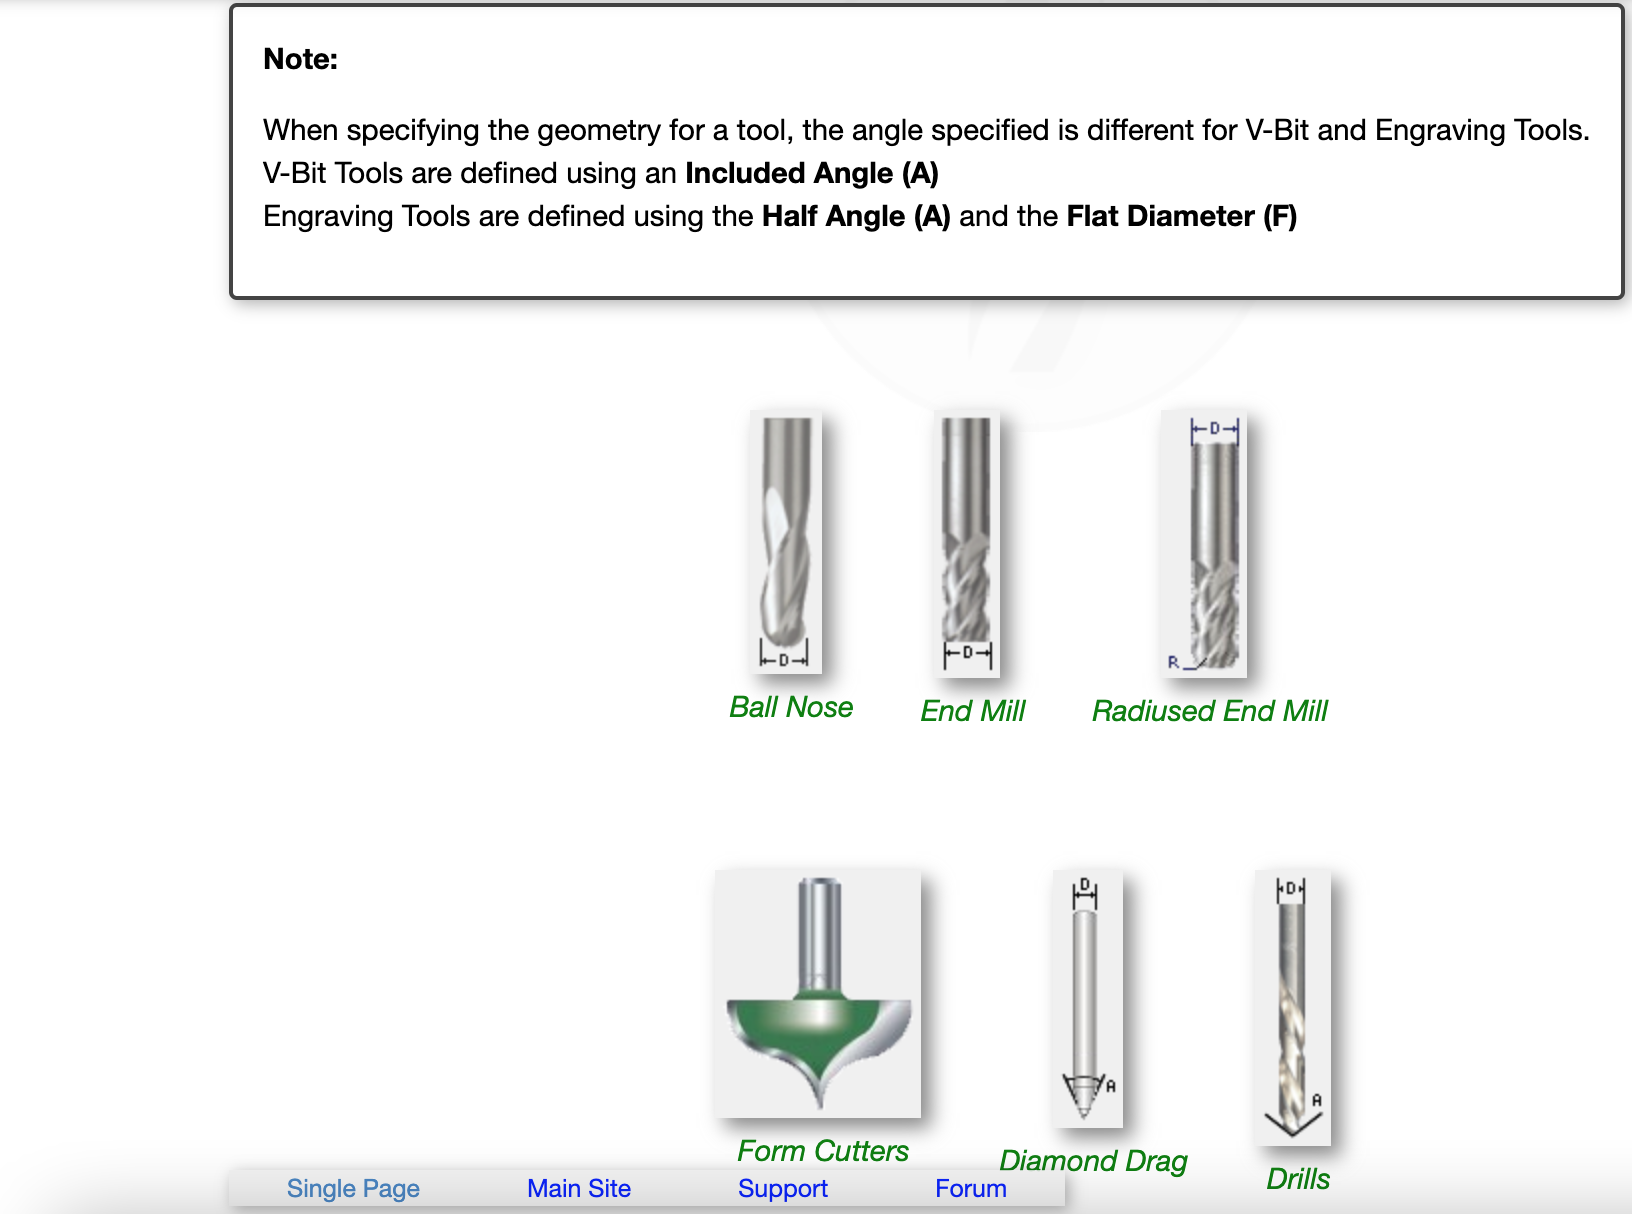 Note:
When specifying the geometry for a tool, the angle specified is different for V-Bit and Engraving Tools.
V-Bit Tools are defined using an Included Angle (A)
Engraving Tools are defined using the Half Angle (A) and the Flat Diameter (F)
D
D
D
R
Ball Nose
End Mill
Radiused End Mill
D
A
D
A
Form Cutters
Diamond Drag
Drills
Single Page
Main Site
Support
Forum